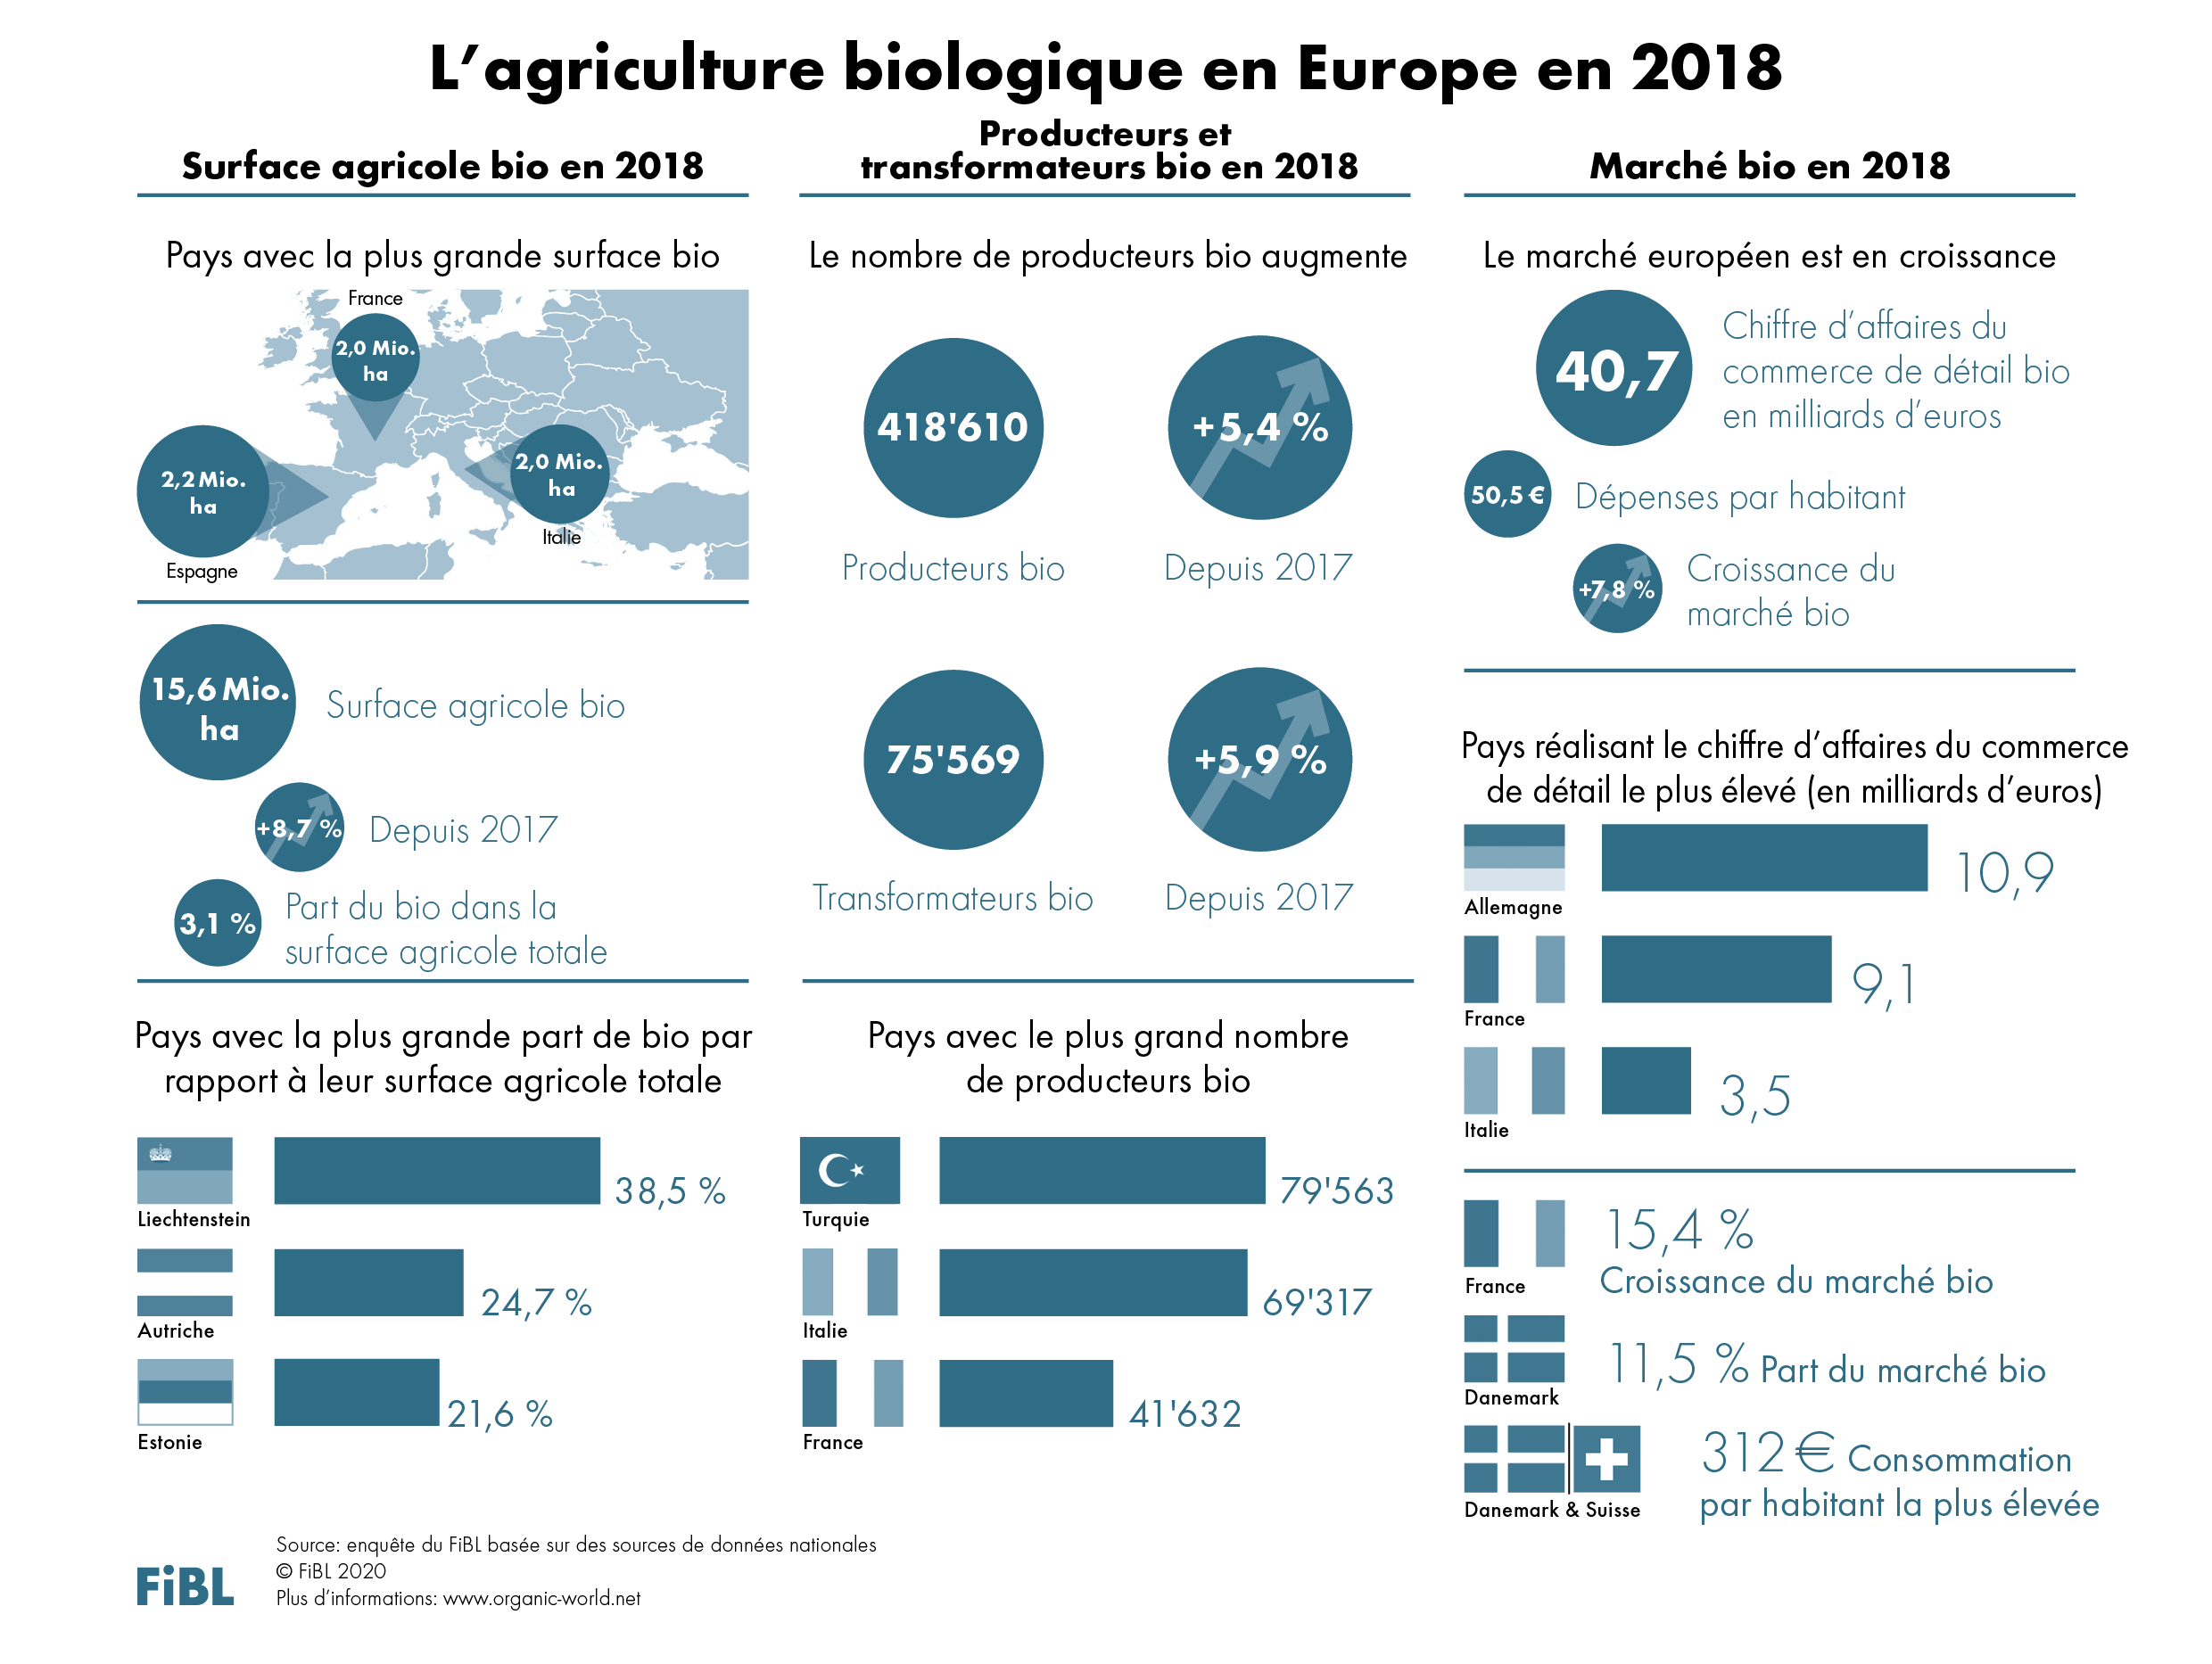 L’agriculture biologique en Europe en 2018
Surface agricole bio en 2018
Pays avec la plus grande surface bio
France
2,0 Mio.
ha
2,2 Mio.
ha
Espagne
2,0 Mio.
ha
Italie
15,6 Mio.
ha
Surface agricole bio
+8,7 %
Depuis 2017
3,1 %
Part du bio dans la
surface agricole totale
Pays avec la plus grande part de bio par
rapport à leur surface agricole totale
Liechtenstein
38,5 %
Autriche
24,7 %
Estonie
21,6 %
Producteurs et
transformateurs bio en 2018
Le nombre de producteurs bio augmente
418'610
+5,4 %
Producteurs bio
Depuis 2017
75'569
+5,9 %
Transformateurs bio
Depuis 2017
Pays avec le plus grand nombre
de producteurs bio
Turquie
79'563
Italie
69'317
France
41'632
Marché bio en 2018
Le marché européen est en croissance
40,7
Chiffre d’affaires du
commerce de détail bio
en milliards d’euros
50,5 €
Dépenses par habitant
+7,8 %
Croissance du
marché bio
Pays réalisant le chiffre d’affaires du commerce
de détail le plus élevé (en milliards d’euros)
Allemagne
10,9
France
9,1
Italie
3,5
France
15,4 %
Croissance du marché bio
Danemark
11,5 % Part du marché bio
Danemark & Suisse
312 € Consommation
par habitant la plus élevée
FiBL
Source: enquête du FiBL basée sur des sources de données nationales
© FiBL 2020
Plus d’informations: www.organic-world.net